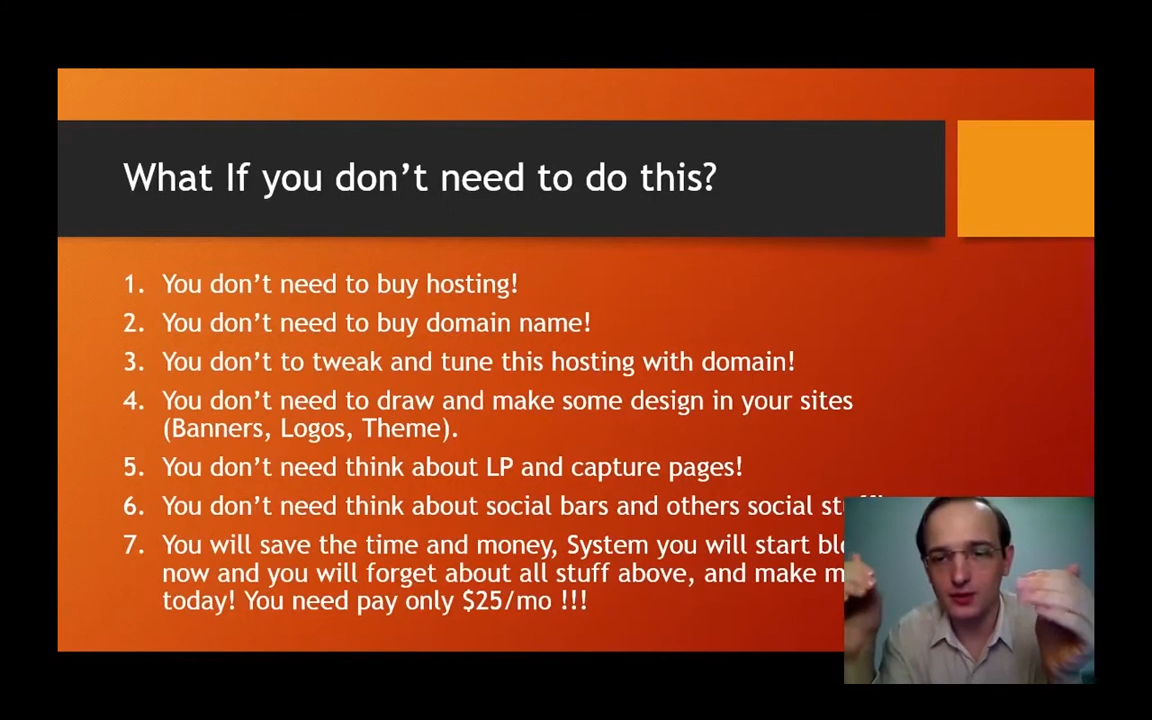 What If you don't need to do this?
1. You don't need to buy hosting!
2. You don't need to buy domain name!
3. You don't to tweak and tune this hosting with domain!
4. You don't need to draw and make some design in your sites
(Banners, Logos, Theme).
5. You don't need think about LP and capture pages!
6. You don't need think about social bars and others social
7. You will save the time and money, System you will start
now and you will forget about all stuff above, and make
today! You need pay only $25/mo !!!